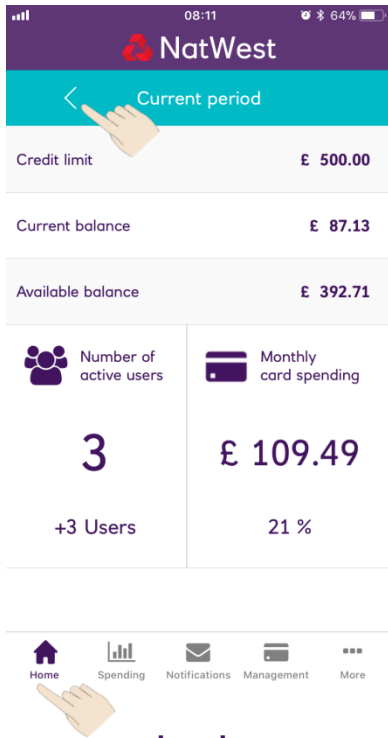 08:11
64%
NatWest
Current period
Credit limit £ 500.00
Current balance £ 87.13
Available balance £ 392.71
Number of
active users
Monthly
card spending
3
£ 109.49
+3 Users
21 %
Home Spending Notifications Management More